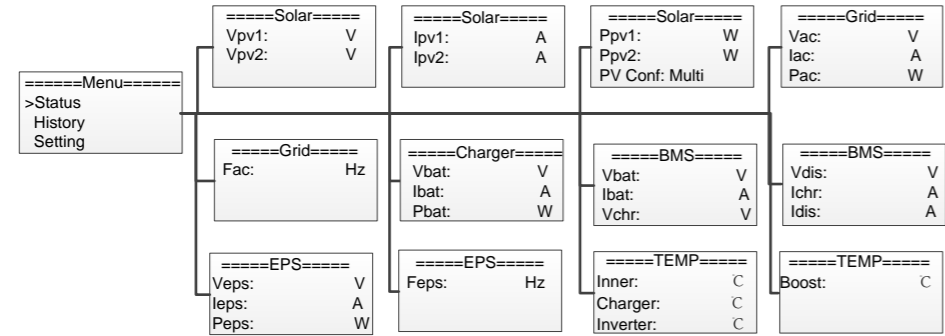 ======Menu======
>Status
History
Setting
=====Solar=====
Vpv1: V
Vpv2: V
=====Solar=====
Ipv1: A
Ipv2: A
=====Solar=====
Ppv1: W
Ppv2: W
PV Conf: Multi
=====Grid=====
Vac: V
Iac: A
Pac: W
=====Grid=====
Fac: Hz
=====Charger=====
Vbat: V
Ibat: A
Pbat: W
=====BMS=====
Vbat: V
Ibat: A
Vchr: V
=====BMS=====
Vdis: V
Ichr: A
Idis: A
=====EPS=====
Veps: V
Ieps: A
Peps: W
=====EPS=====
Feps: Hz
=====TEMP=====
Inner: ℃
Charger: ℃
Inverter: ℃
=====TEMP=====
Boost: ℃